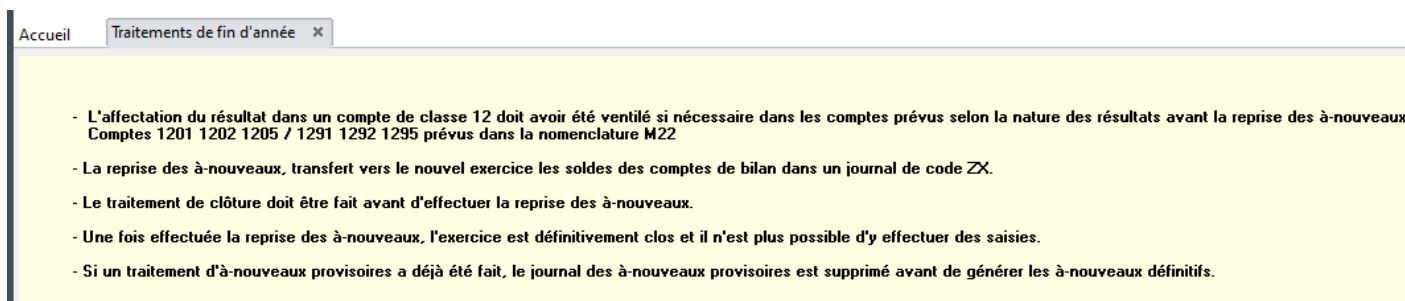 Accueil
Traitements de fin d'année ×
- L'affectation du résultat dans un compte de classe 12 doit avoir été ventilé si nécessaire dans les comptes prévus selon la nature des résultats avant la reprise des à-nouveaux
Comptes 1201 1202 1205 / 1291 1292 1295 prévus dans la nomenclature M22
- La reprise des à-nouveaux, transfert vers le nouvel exercice les soldes des comptes de bilan dans un journal de code ZX.
- Le traitement de clôture doit être fait avant d'effectuer la reprise des à-nouveaux.
- Une fois effectuée la reprise des à-nouveaux, l'exercice est définitivement clos et il n'est plus possible d'y effectuer des saisies.
- Si un traitement d'à-nouveaux provisoires a déjà été fait, le journal des à-nouveaux provisoires est supprimé avant de générer les à-nouveaux définitifs.